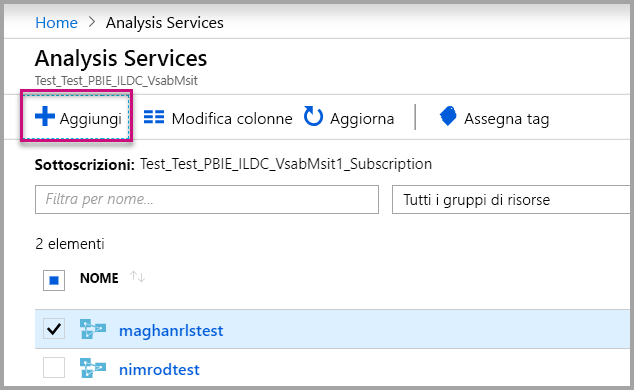 Home > Analysis Services
Analysis Services
Test_Test_PBIE_ILDC_VsabMsit
Aggiungi Modifica colonne Aggiorna Assegna tag
Sottoscrizioni: Test_Test_PBIE_ILDC_VsabMsit1_Subscription
Filtra per nome... Tutti i gruppi di risorse
2 elementi
NOME
maghanrlstest
nimrodtest